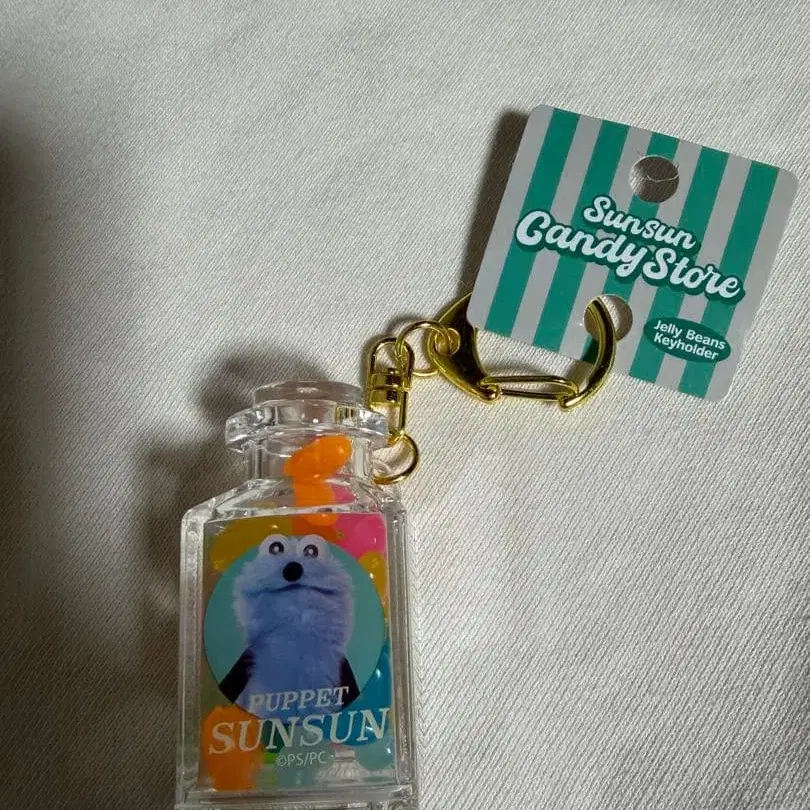 Sunsun
Candy Store
Jelly Beans
Keyholder
PUPPET
SUNSUN
©PS/PC